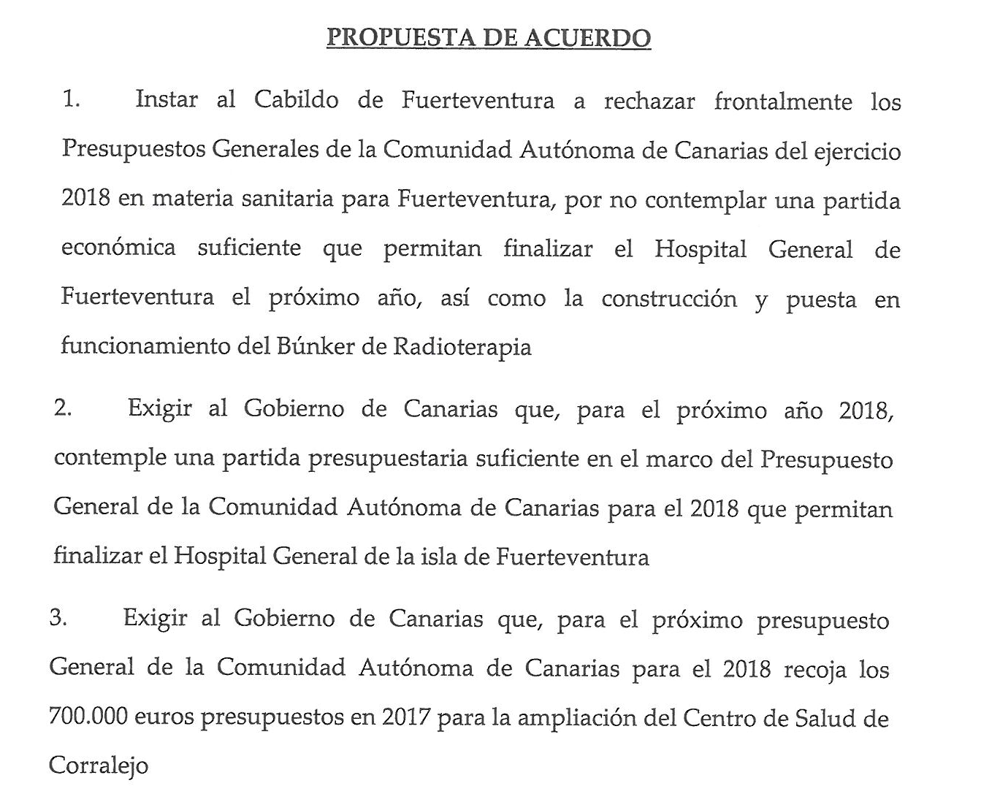 PROPUESTA DE ACUERDO
1. Instar al Cabildo de Fuerteventura a rechazar frontalmente los
Presupuestos Generales de la Comunidad Autónoma de Canarias del ejercicio
2018 en materia sanitaria para Fuerteventura, por no contemplar una partida
económica suficiente que permitan finalizar el Hospital General de
Fuerteventura el próximo año, así como la construcción y puesta en
funcionamiento del Búnker de Radioterapia
2. Exigir al Gobierno de Canarias que, para el próximo año 2018,
contemple una partida presupuestaria suficiente en el marco del Presupuesto
General de la Comunidad Autónoma de Canarias para el 2018 que permitan
finalizar el Hospital General de la isla de Fuerteventura
3. Exigir al Gobierno de Canarias que, para el próximo presupuesto
General de la Comunidad Autónoma de Canarias para el 2018 recoja los
700.000 euros presupuestos en 2017 para la ampliación del Centro de Salud de
Corralejo